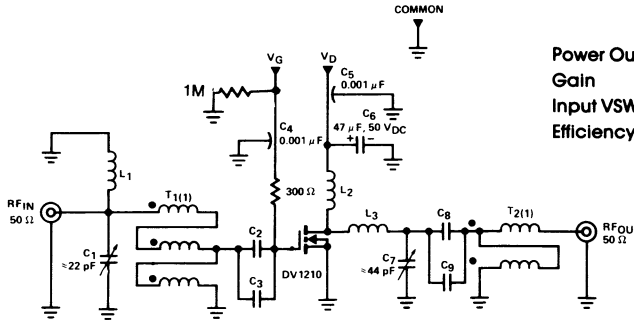 COMMON
Power Ou
Gain
Input VSW
Efficiency
VG
VD
1M
C5
0.001 µF
C6
47 µF, 50 VDC
+ −
C4
0.001 µF
L1
300 Ω
L2
RFIN
50 Ω
T1(1)
C2
L3
C8
T2(1)
RFOU
50 Ω
C1
≈22 pF
DV1210
C7
≈44 pF
C3
C9